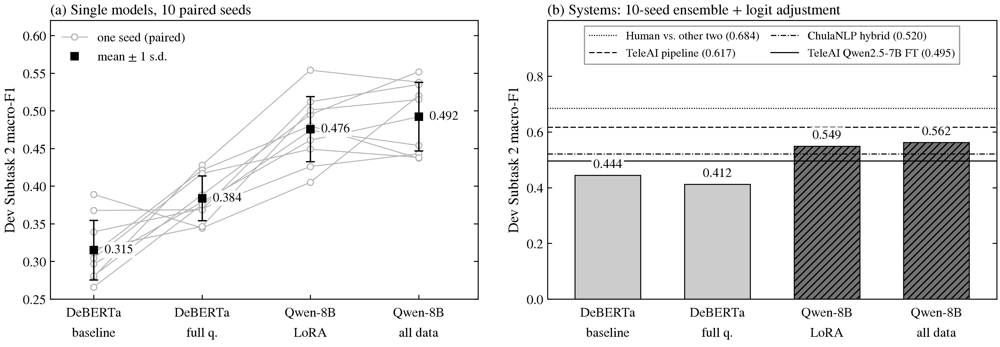 (a) Single models, 10 paired seeds
one seed (paired)
mean ± 1 s.d.
Dev Subtask 2 macro-F1
0.60
0.55
0.50
0.45
0.40
0.35
0.30
0.25
0.315
0.384
0.476
0.492
DeBERTa
baseline
DeBERTa
full q.
Qwen-8B
LoRA
Qwen-8B
all data
(b) Systems: 10-seed ensemble + logit adjustment
Human vs. other two (0.684)
TeleAI pipeline (0.617)
ChulaNLP hybrid (0.520)
TeleAI Qwen2.5-7B FT (0.495)
Dev Subtask 2 macro-F1
0.8
0.6
0.4
0.2
0.0
0.444
0.412
0.549
0.562
DeBERTa
baseline
DeBERTa
full q.
Qwen-8B
LoRA
Qwen-8B
all data